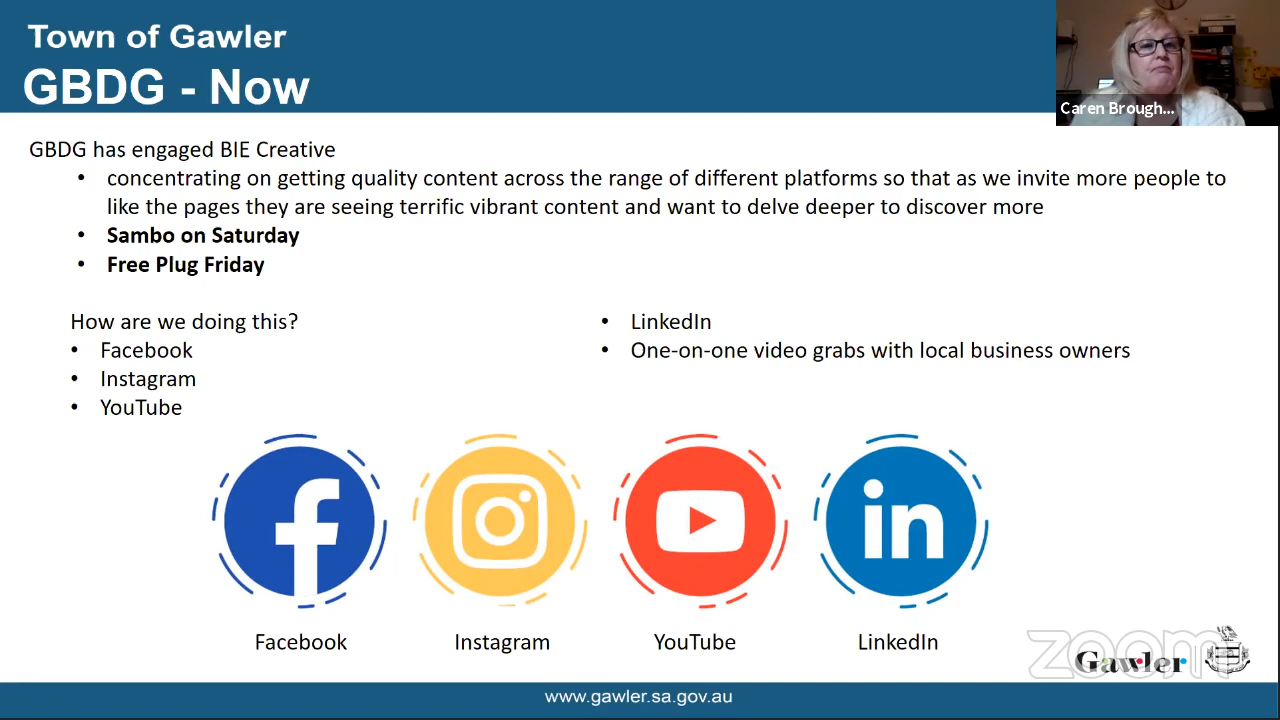 Town of Gawler
GBDG - Now
Caren Brough...
GBDG has engaged BIE Creative
• concentrating on getting quality content across the range of different platforms so that as we invite more people to
like the pages they are seeing terrific vibrant content and want to delve deeper to discover more
• Sambo on Saturday
• Free Plug Friday
How are we doing this?
• Facebook
• Instagram
• YouTube
• LinkedIn
• One-on-one video grabs with local business owners
in
Facebook
Instagram
YouTube
LinkedIn
zoom
Gawler
www.gawler.sa.gov.au